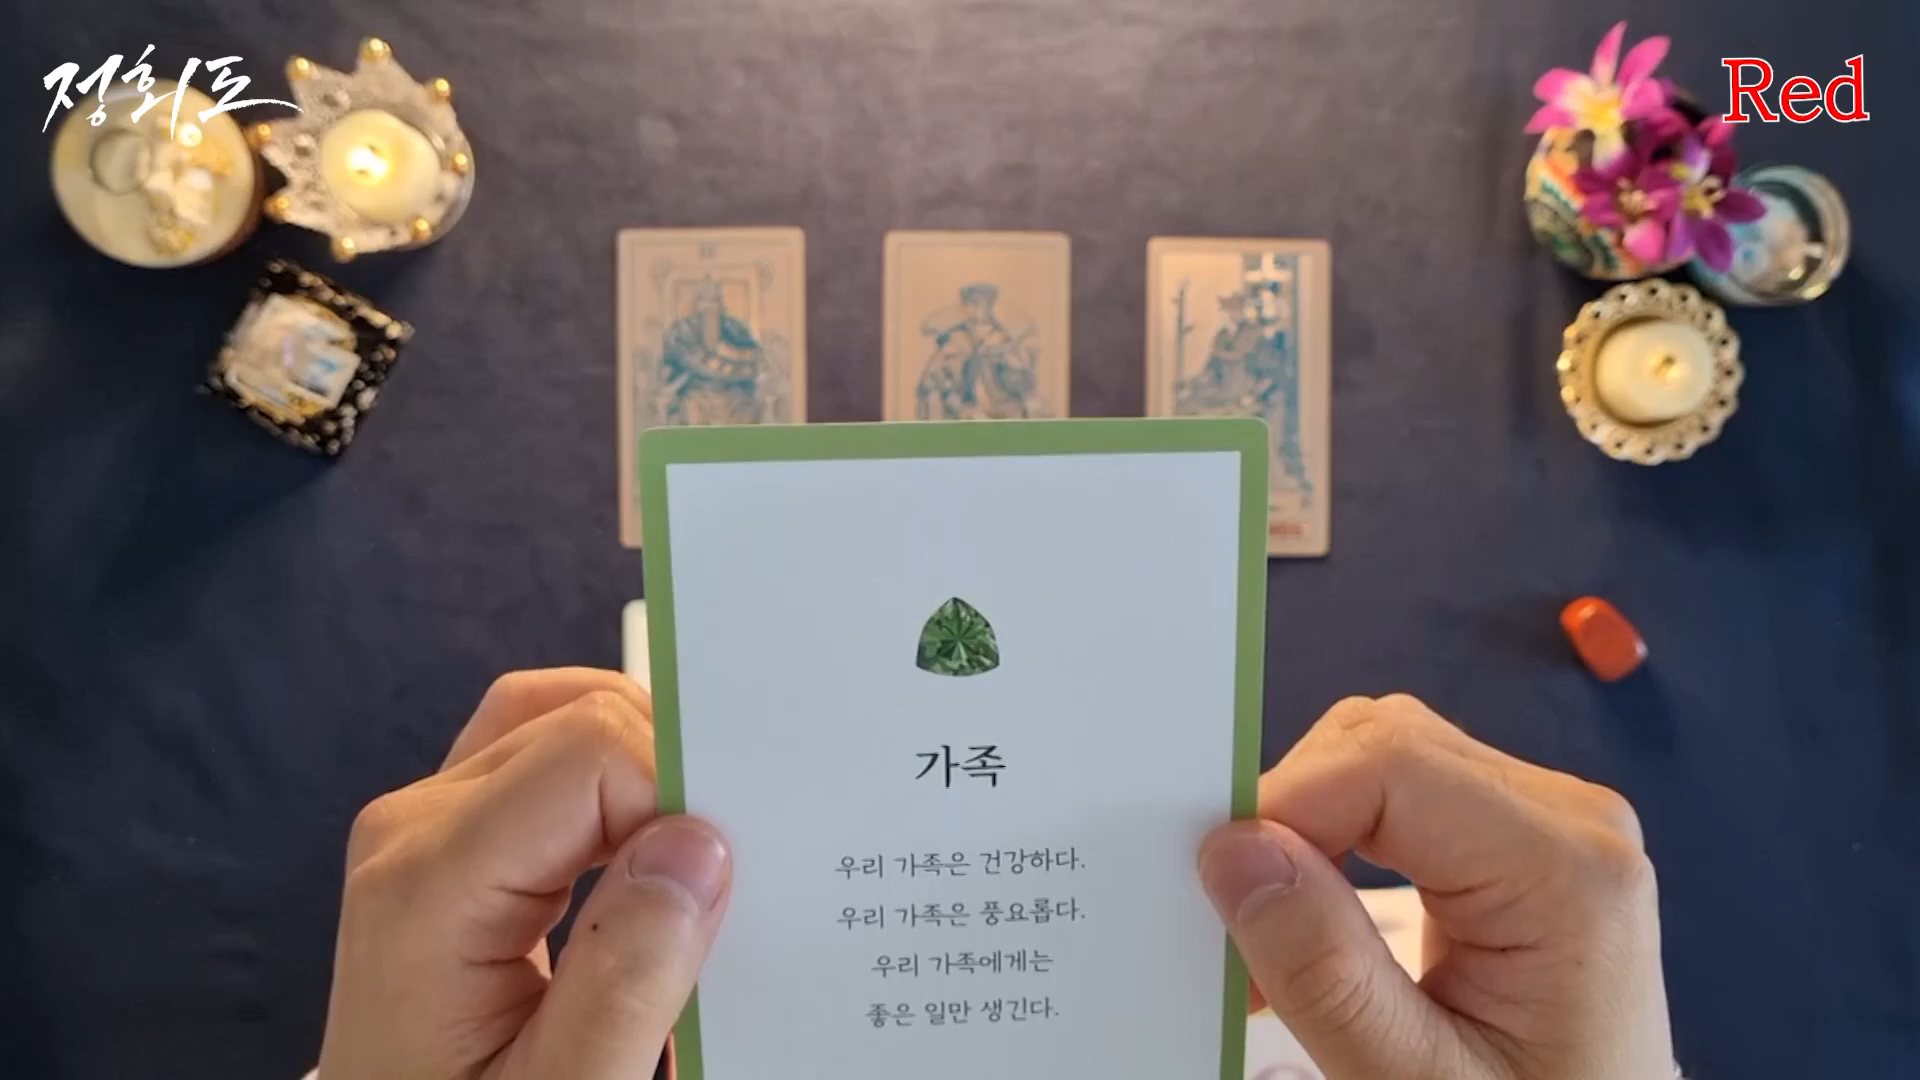 정회도
Red
가족
우리 가족은 건강하다.
우리 가족은 풍요롭다.
우리 가족에게는
좋은 일만 생긴다.